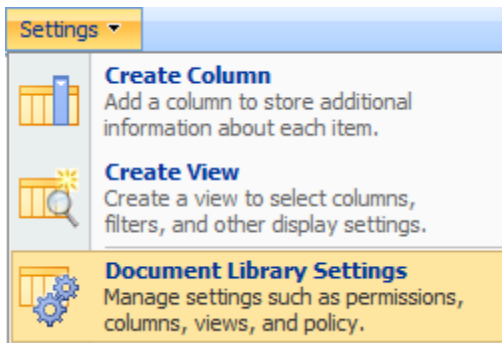 Settings
Create Column
Add a column to store additional
information about each item.
Create View
Create a view to select columns,
filters, and other display settings.
Document Library Settings
Manage settings such as permissions,
columns, views, and policy.